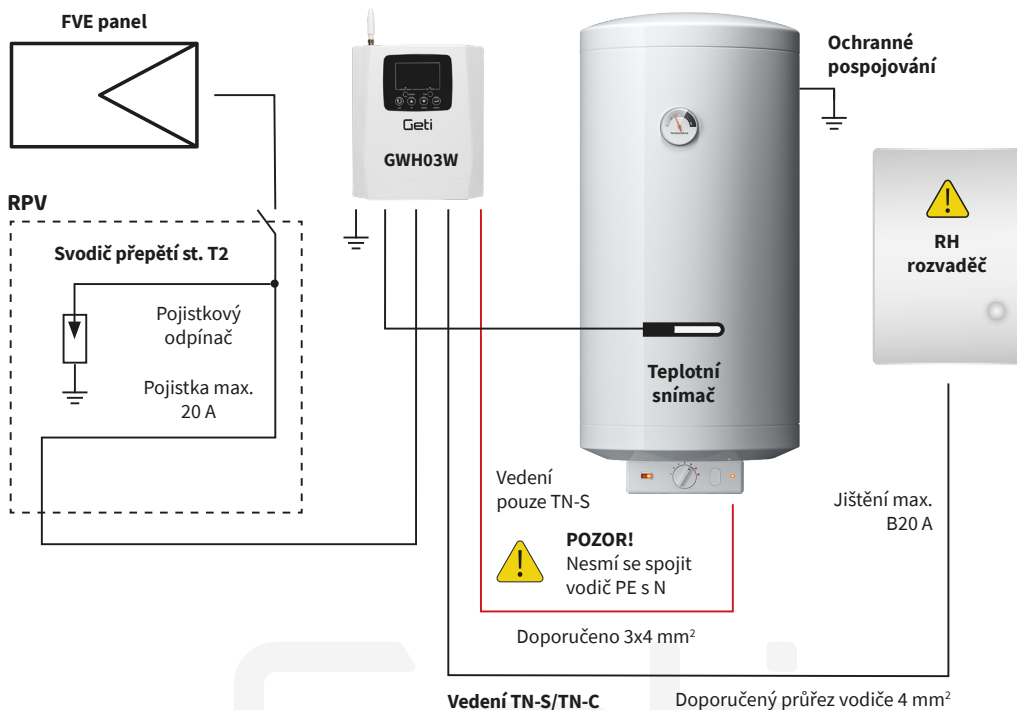 FVE panel
Geti
GWH03W
Ochranné
pospojování
RPV
Svodič přepětí st. T2
Pojistkový
odpínač
Pojistka max.
20 A
RH
rozvaděč
Teplotní
snímač
Vedení
pouze TN-S
POZOR!
Nesmí se spojit
vodič PE s N
Jištění max.
B20 A
Doporučeno 3x4 mm²
Vedení TN-S/TN-C
Doporučený průřez vodiče 4 mm²